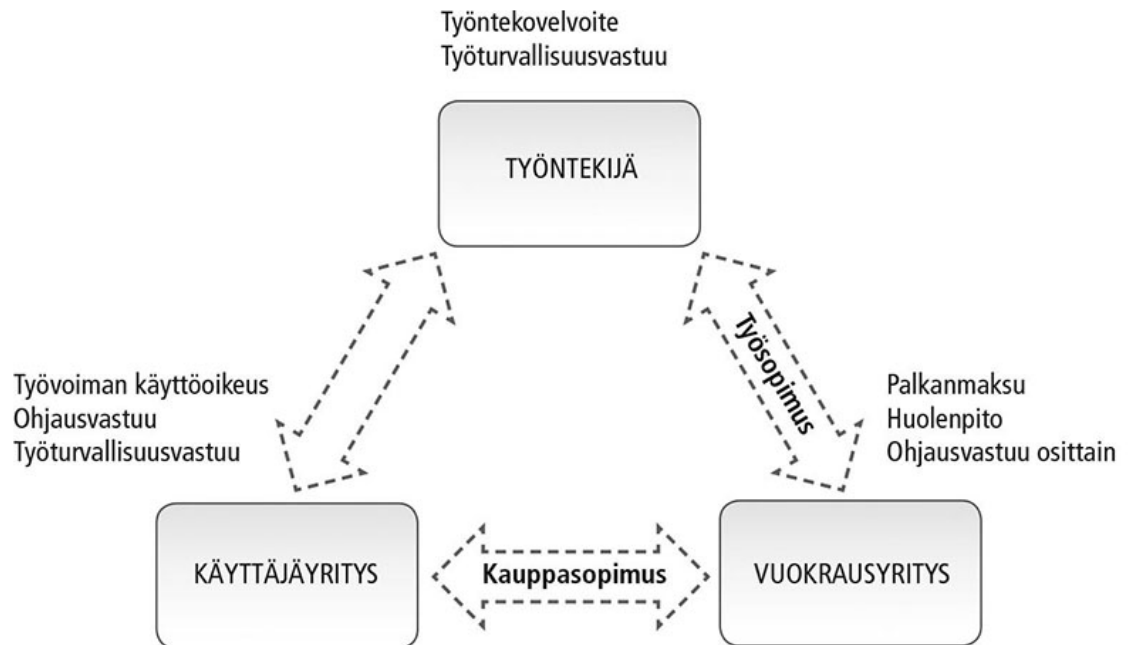 Työntekovelvoite
Työturvallisuusvastuu
TYÖNTEKIJÄ
Työsopimus
Työvoiman käyttöoikeus
Ohjausvastuu
Työturvallisuusvastuu
Palkanmaksu
Huolenpito
Ohjausvastuu osittain
KÄYTTÄJÄYRITYS
Kauppasopimus
VUOKRAUSYRITYS